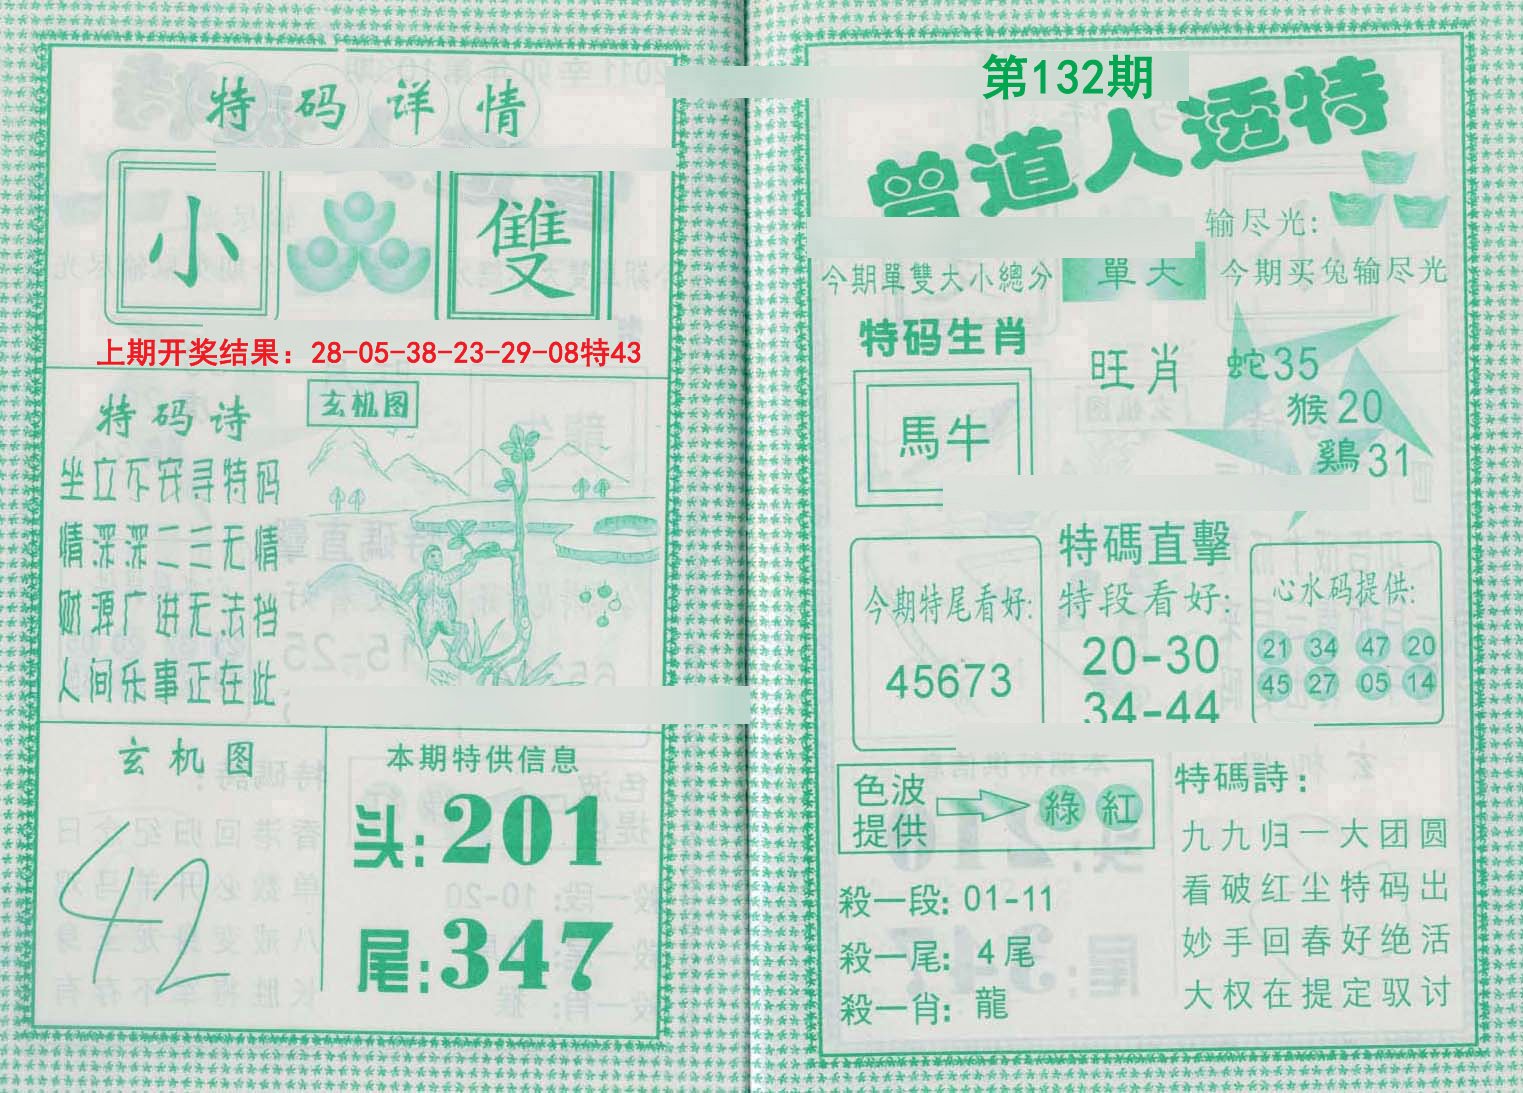 特码详情
小 雙
上期开奖结果：28-05-38-23-29-08特43
特码诗
坐立不安寻特码
情深深二三无情
财源广进无法挡
人间乐事正在此
玄机图
玄机图
42
本期特供信息
头:201
尾:347
第132期
曾道人透特
输尽光:
今期單雙大小總分
單大
今期买兔输尽光
特码生肖
馬牛
旺肖
蛇35
猴20
鷄31
今期特尾看好:
45673
特碼直擊
特段看好:
20-30
34-44
心水码提供:
21 34 47 20
45 27 05 14
色波
提供
綠 紅
殺一段: 01-11
殺一尾: 4尾
殺一肖: 龍
特碼詩:
九九归一大团圆
看破红尘特码出
妙手回春好绝活
大权在提定驭讨